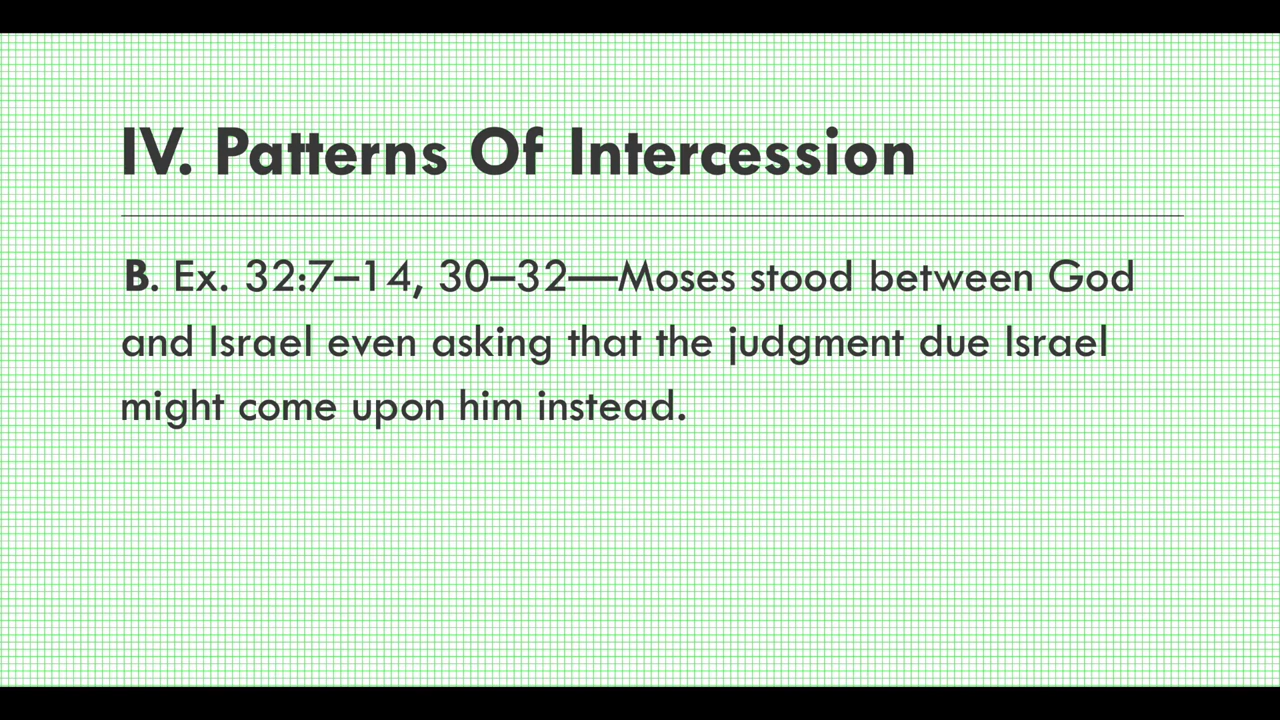 IV. Patterns Of Intercession
B. Ex. 32:7–14, 30–32—Moses stood between God
and Israel even asking that the judgment due Israel
might come upon him instead.